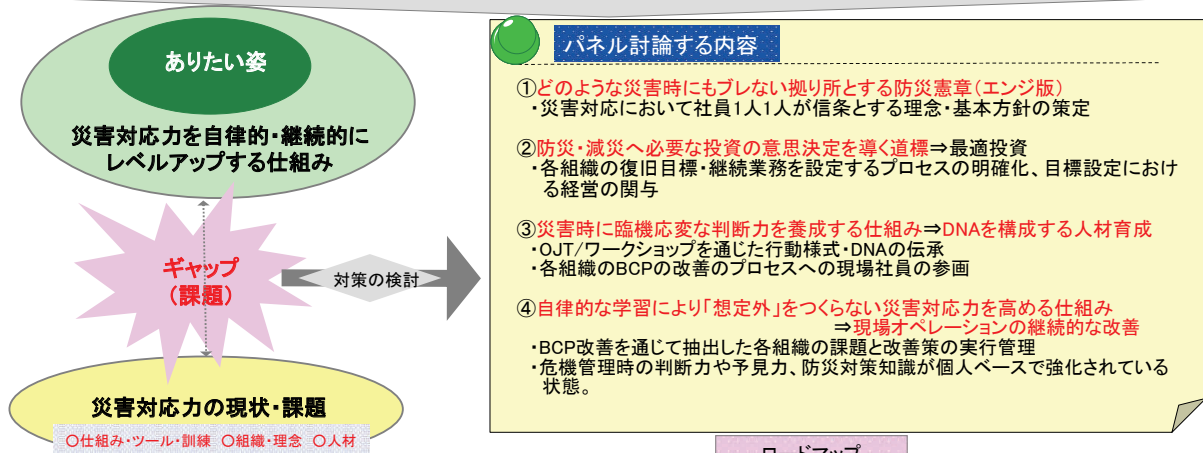 ありたい姿
災害対応力を自律的・継続的に
レベルアップする仕組み
ギャップ
（課題）
対策の検討
災害対応力の現状・課題
○仕組み・ツール・訓練 ○組織・理念 ○人材
パネル討論する内容
①どのような災害時にもブレない拠り所とする防災憲章（エンジ版）
・災害対応において社員1人1人が信条とする理念・基本方針の策定
②防災・減災へ必要な投資の意思決定を導く道標⇒最適投資
・各組織の復旧目標・継続業務を設定するプロセスの明確化、目標設定におけ
る経営の関与
③災害時に臨機応変な判断力を養成する仕組み⇒DNAを構成する人材育成
・OJT/ワークショップを通じた行動様式・DNAの伝承
・各組織のBCPの改善のプロセスへの現場社員の参画
④自律的な学習により「想定外」をつくらない災害対応力を高める仕組み
⇒現場オペレーションの継続的な改善
・BCP改善を通じて抽出した各組織の課題と改善策の実行管理
・危機管理時の判断力や予見力、防災対策知識が個人ベースで強化されている
状態。
ロードマップ